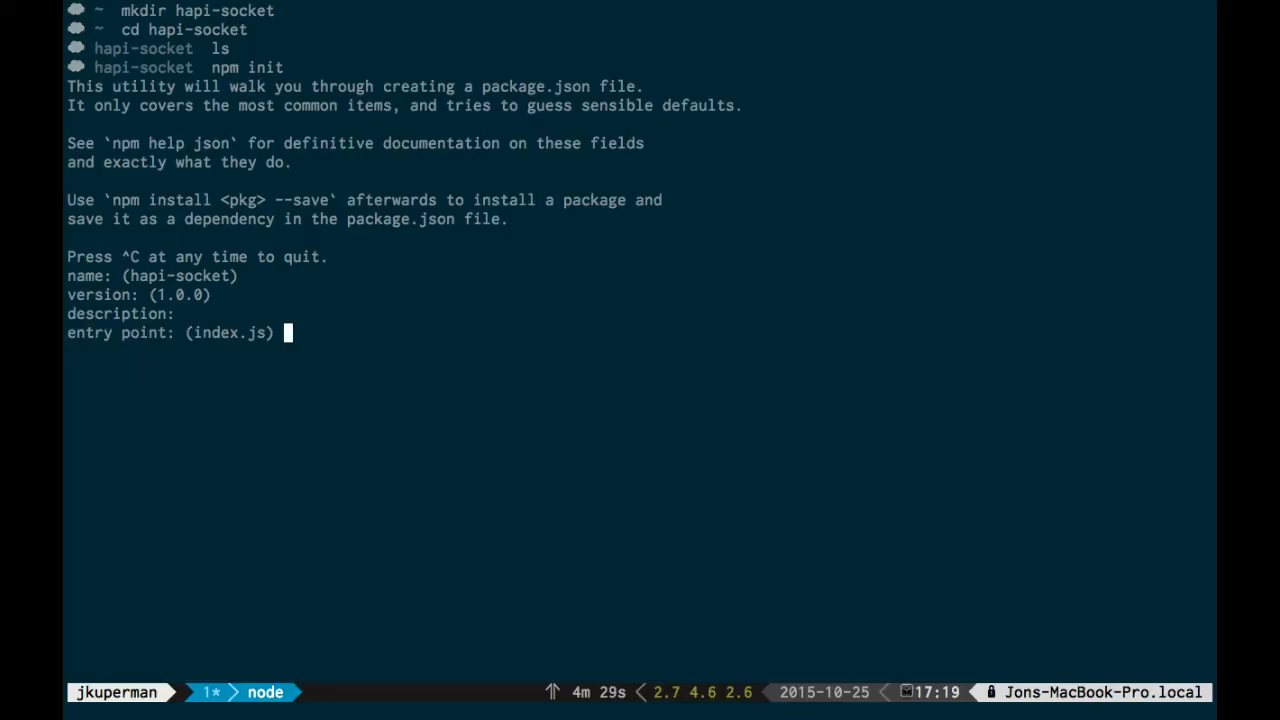 ~ mkdir hapi-socket
~ cd hapi-socket
hapi-socket ls
hapi-socket npm init
This utility will walk you through creating a package.json file.
It only covers the most common items, and tries to guess sensible defaults.
See `npm help json` for definitive documentation on these fields
and exactly what they do.
Use `npm install <pkg> --save` afterwards to install a package and
save it as a dependency in the package.json file.
Press ^C at any time to quit.
name: (hapi-socket)
version: (1.0.0)
description:
entry point: (index.js)
jkuperman 1* node 4m 29s 2.7 4.6 2.6 2015-10-25 17:19 Jons-MacBook-Pro.local